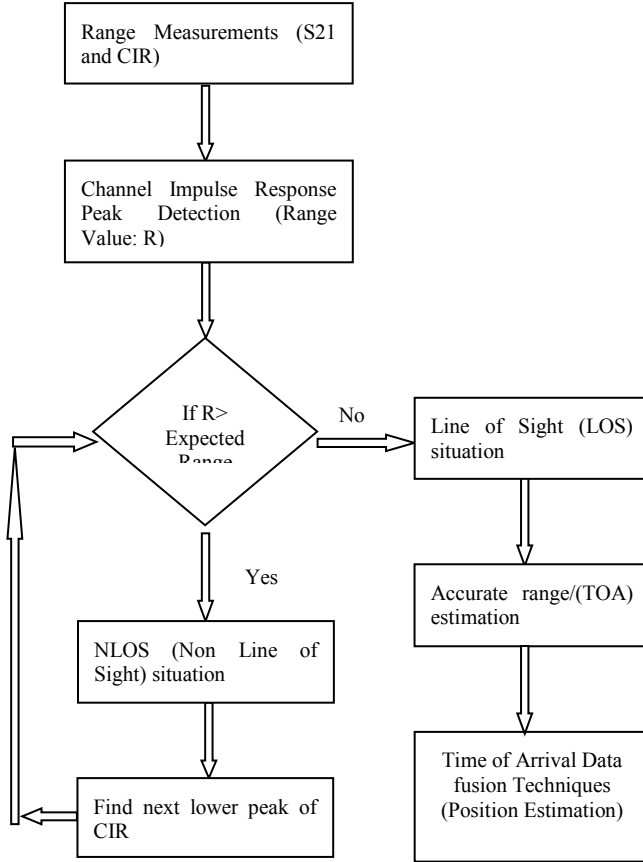 Range Measurements (S21
and CIR)
Channel Impulse Response
Peak Detection (Range
Value: R)
If R>
Expected
Range
No
Line of Sight (LOS)
situation
Yes
Accurate range/(TOA)
estimation
NLOS (Non Line of
Sight) situation
Time of Arrival Data
fusion Techniques
(Position Estimation)
Find next lower peak of
CIR